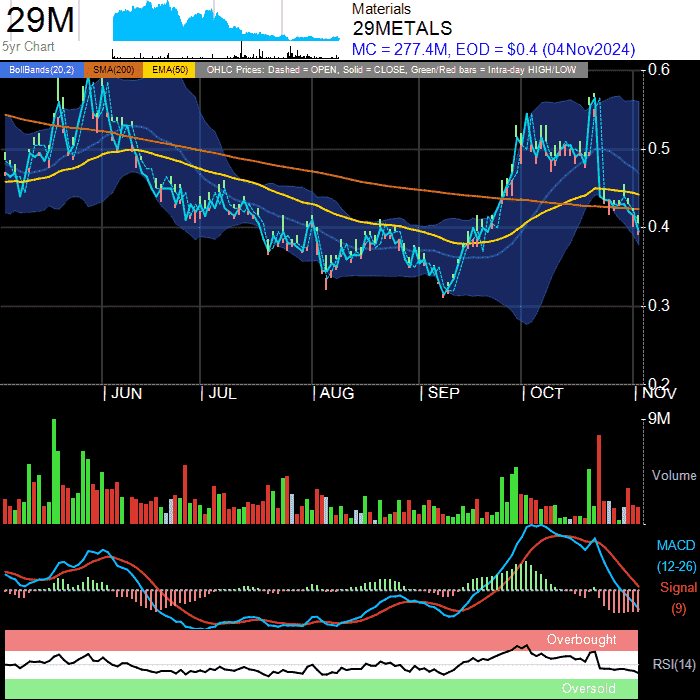 29M
5yr Chart
Materials
29METALS
MC = 277.4M, EOD = $0.4 (04Nov2024)
BollBands(20,2) SMA(200) EMA(50) OHLC Prices: Dashed = OPEN, Solid = CLOSE, Green/Red bars = Intra-day HIGH/LOW
0.6
0.5
0.4
0.3
0.2
JUN JUL AUG SEP OCT NOV
9M
Volume
MACD
(12-26)
Signal
(9)
Overbought
RSI(14)
Oversold